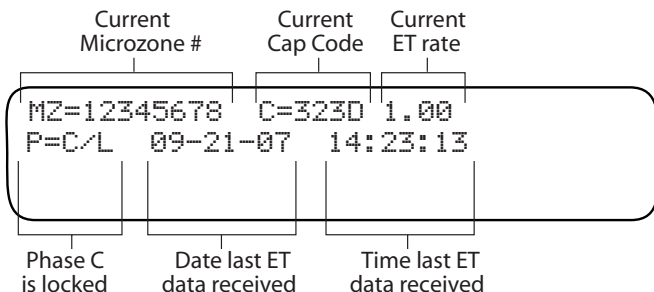 Current Microzone #
Current Cap Code
Current ET rate
MZ=12345678 C=323D 1.00
P=C/L 09-21-07 14:23:13
Phase C is locked
Date last ET data received
Time last ET data received